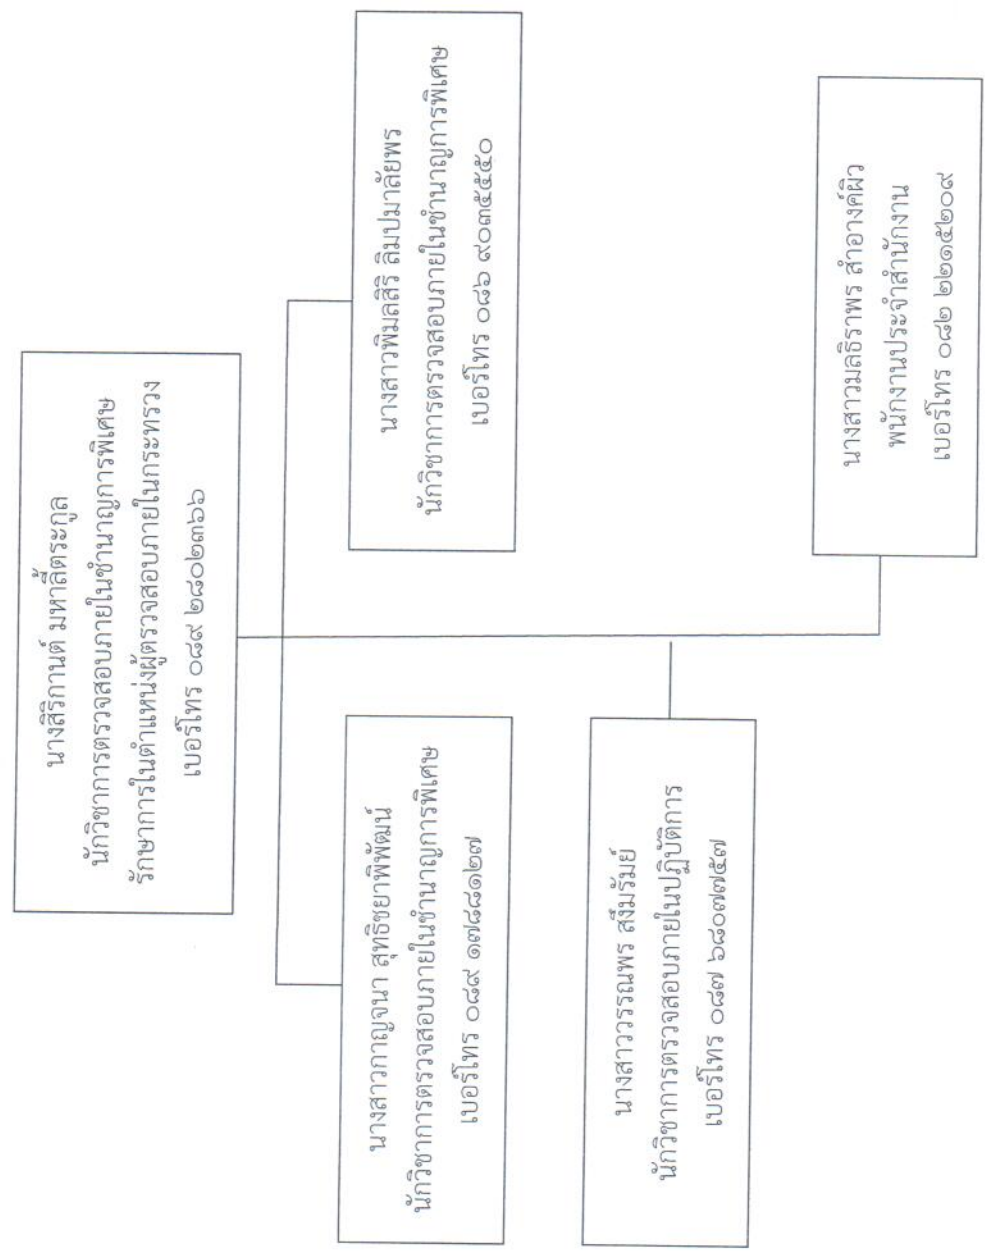 นางสิริกานต์ มหาลี้ตระกูล
นักวิชาการตรวจสอบภายในชำนาญการพิเศษ
รักษาการในตำแหน่งผู้ตรวจสอบภายในกระทรวง
เบอร์โทร ๐๘๙ ๒๘๐๒๓๖๖
นางสาวกาญจนา สุทธิชยาพิพัฒน์
นักวิชาการตรวจสอบภายในชำนาญการพิเศษ
เบอร์โทร ๐๘๙ ๑๗๘๘๑๒๗
นางสาวพิมลสิริ ลิมปมาลัยพร
นักวิชาการตรวจสอบภายในชำนาญการพิเศษ
เบอร์โทร ๐๘๖ ๙๐๓๕๕๕๐
นางสาววรรณพร สงึมรัมย์
นักวิชาการตรวจสอบภายในปฏิบัติการ
เบอร์โทร ๐๘๗ ๖๘๐๗๗๕๗
นางสาวมลธิราพร สำอางค์ผิว
พนักงานประจำสำนักงาน
เบอร์โทร ๐๘๒ ๒๒๑๕๒๐๙